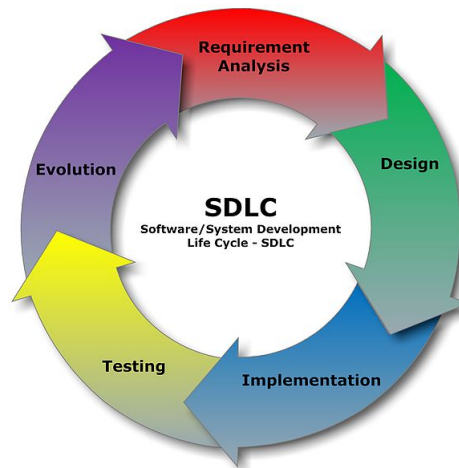 Requirement
Analysis
Design
Implementation
Testing
Evolution
SDLC
Software/System Development
Life Cycle - SDLC